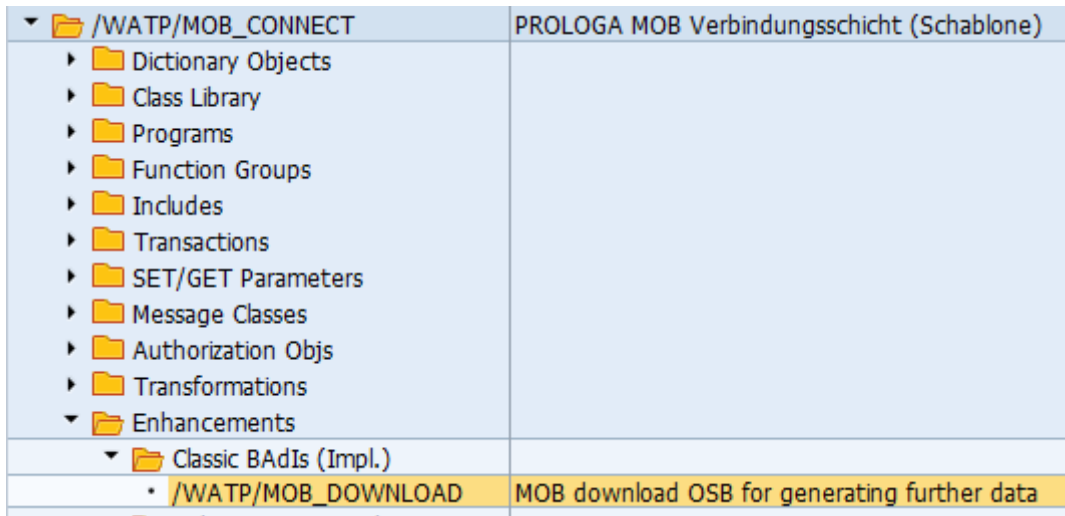 /WATP/MOB_CONNECT PROLOGA MOB Verbindungsschicht (Schablone)
Dictionary Objects
Class Library
Programs
Function Groups
Includes
Transactions
SET/GET Parameters
Message Classes
Authorization Objs
Transformations
Enhancements
Classic BAdIs (Impl.)
/WATP/MOB_DOWNLOAD MOB download OSB for generating further data